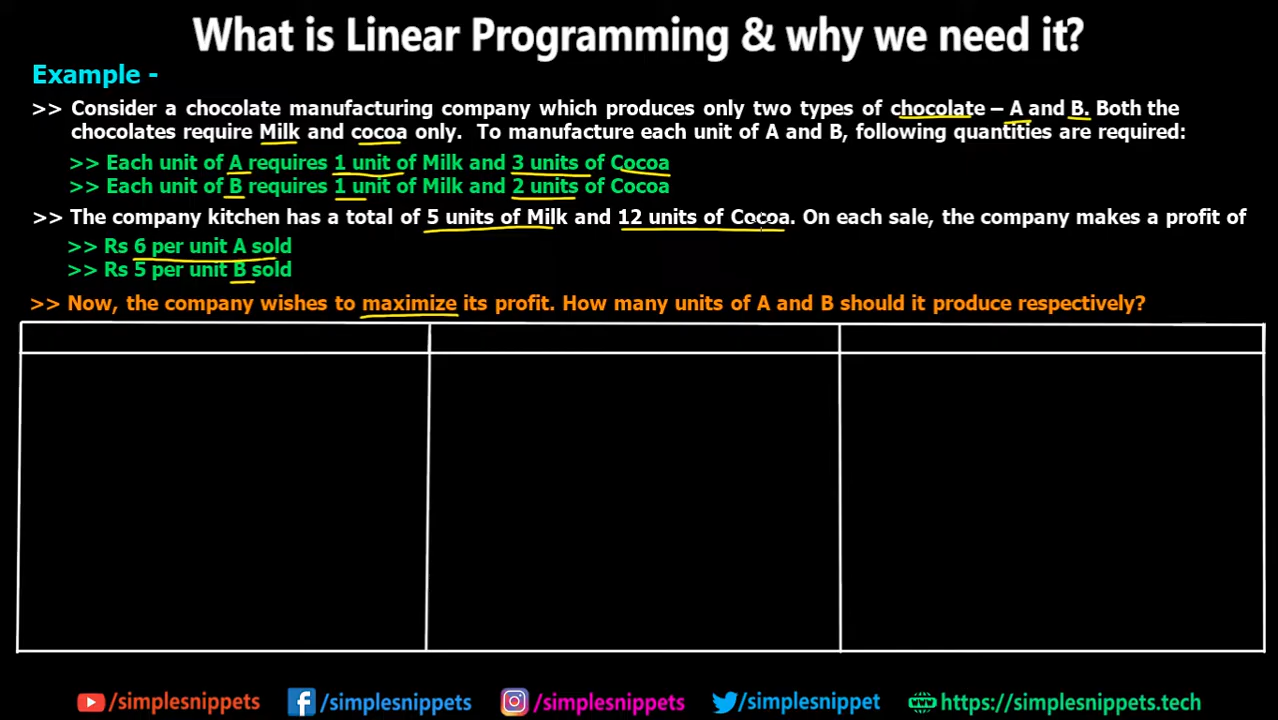 What is Linear Programming & why we need it?
Example -
>> Consider a chocolate manufacturing company which produces only two types of chocolate – A and B. Both the
chocolates require Milk and cocoa only. To manufacture each unit of A and B, following quantities are required:
>> Each unit of A requires 1 unit of Milk and 3 units of Cocoa
>> Each unit of B requires 1 unit of Milk and 2 units of Cocoa
>> The company kitchen has a total of 5 units of Milk and 12 units of Cocoa. On each sale, the company makes a profit of
>> Rs 6 per unit A sold
>> Rs 5 per unit B sold
>> Now, the company wishes to maximize its profit. How many units of A and B should it produce respectively?
/simplesnippets /simplesnippets /simplesnippets /simplesnippets https://simplesnippets.tech